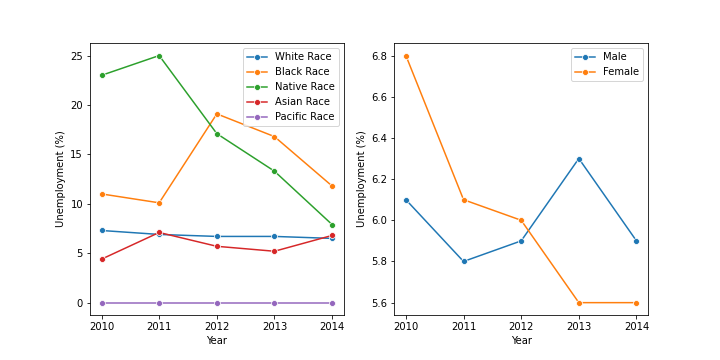 25
20
15
10
5
0
Unemployment (%)
2010 2011 2012 2013 2014
Year
White Race
Black Race
Native Race
Asian Race
Pacific Race
6.8
6.6
6.4
6.2
6.0
5.8
5.6
Unemployment (%)
2010 2011 2012 2013 2014
Year
Male
Female